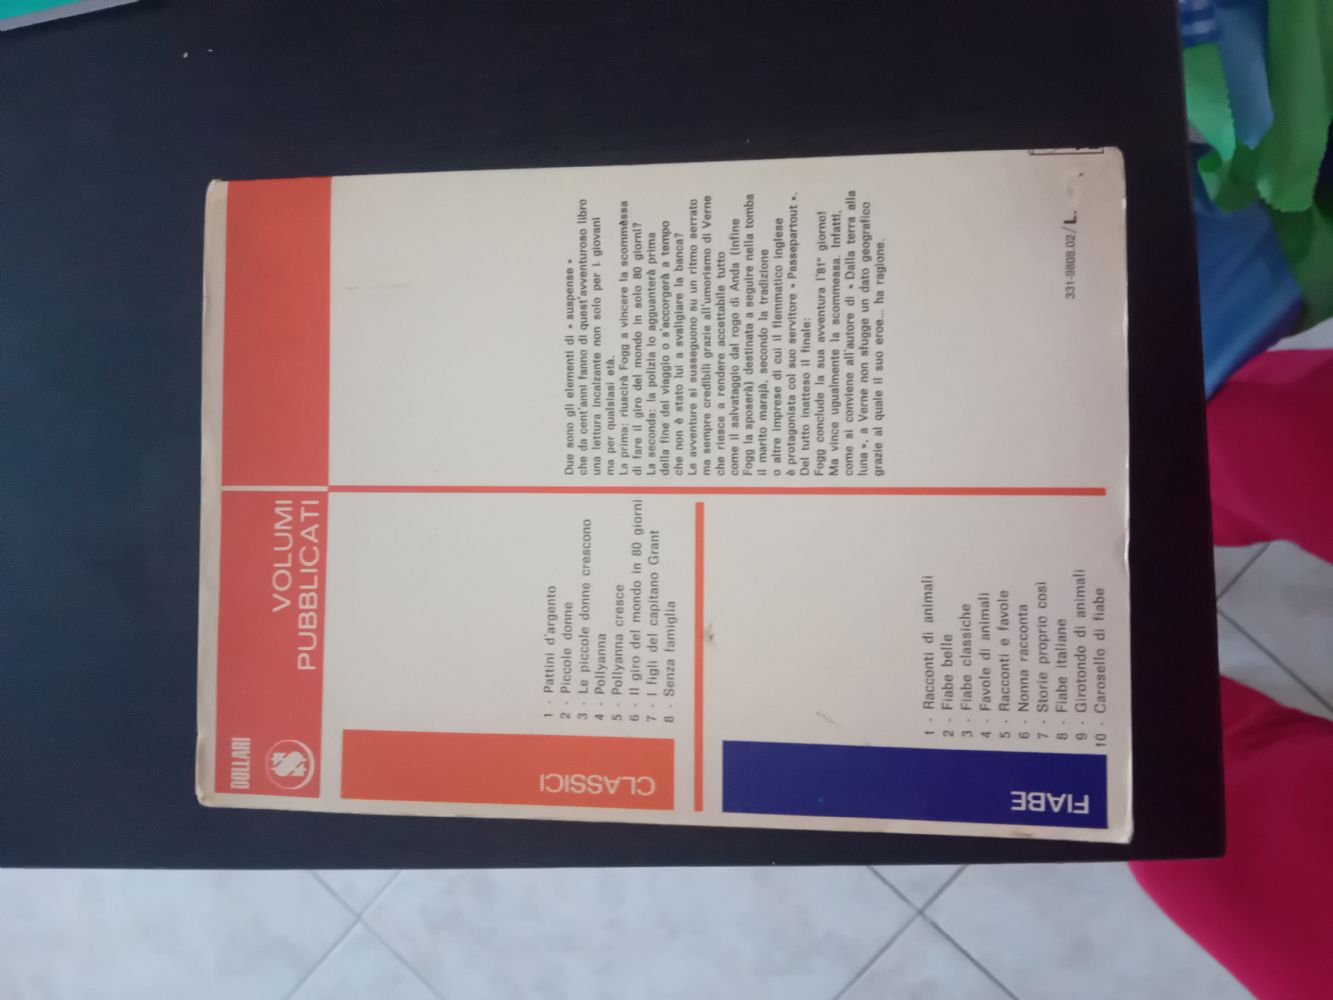 DOLLARI
VOLUMI
PUBBLICATI
CLASSICI
1 - Pattini d'argento
2 - Piccole donne
3 - Le piccole donne crescono
4 - Pollyanna
5 - Pollyanna cresce
6 - Il giro del mondo in 80 giorni
7 - I figli del capitano Grant
8 - Senza famiglia
FIABE
1 - Racconti di animali
2 - Fiabe belle
3 - Fiabe classiche
4 - Favole di animali
5 - Racconti e favole
6 - Nonna racconta
7 - Storie proprio così
8 - Fiabe italiane
9 - Girotondo di animali
10 - Carosello di fiabe
Due sono gli elementi di « suspense »
che da cent'anni fanno di quest'avventuroso libro
una lettura incalzante non solo per i giovani
ma per qualsiasi età.
La prima: riuscirà Fogg a vincere la scommessa
di fare il giro del mondo in solo 80 giorni?
La seconda: la polizia lo agguanterà prima
della fine del viaggio o s'accorgerà a tempo
che non è stato lui a svaligiare la banca?
Le avventure si susseguono su un ritmo serrato
ma sempre credibili grazie all'umorismo di Verne
che riesce a rendere accettabile tutto
come il salvataggio dal rogo di Anda (infine
Fogg la sposerà) destinata a seguire nella tomba
il marito marajà, secondo la tradizione
o altre imprese di cui il flemmatico inglese
è protagonista col suo servitore « Passepartout ».
Del tutto inatteso il finale:
Fogg conclude la sua avventura l'81° giorno!
Ma vince ugualmente la scommessa. Infatti,
come si conviene all'autore di « Dalla terra alla
luna », a Verne non sfugge un dato geografico
grazie al quale il suo eroe... ha ragione.
331-9808.02/L.